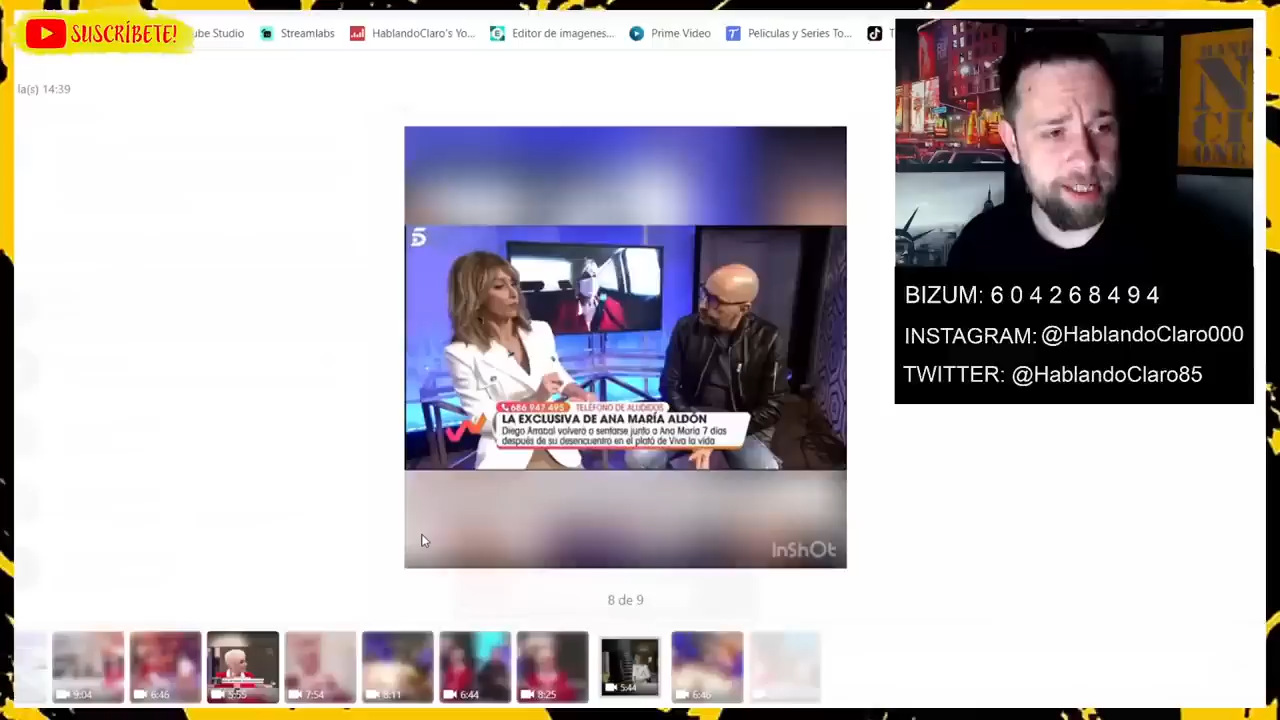 SUSCRÍBETE!
ube Studio
Streamlabs
HablandoClaro's Yo...
Editor de imagenes...
Prime Video
Peliculas y Series To...
T
la(s) 14:39
BIZUM: 6 0 4 2 6 8 4 9 4
INSTAGRAM: @HablandoClaro000
TWITTER: @HablandoClaro85
686 947 495 TELÉFONO DE ALUDIDOS
LA EXCLUSIVA DE ANA MARÍA ALDÓN
Diego Arrabal volverá a sentarse junto a Ana María 7 días
después de su desencuentro en el plató de Viva la vida
InShOt
8 de 9
9:04
6:46
5:55
7:54
8:11
6:44
8:25
5:44
6:46